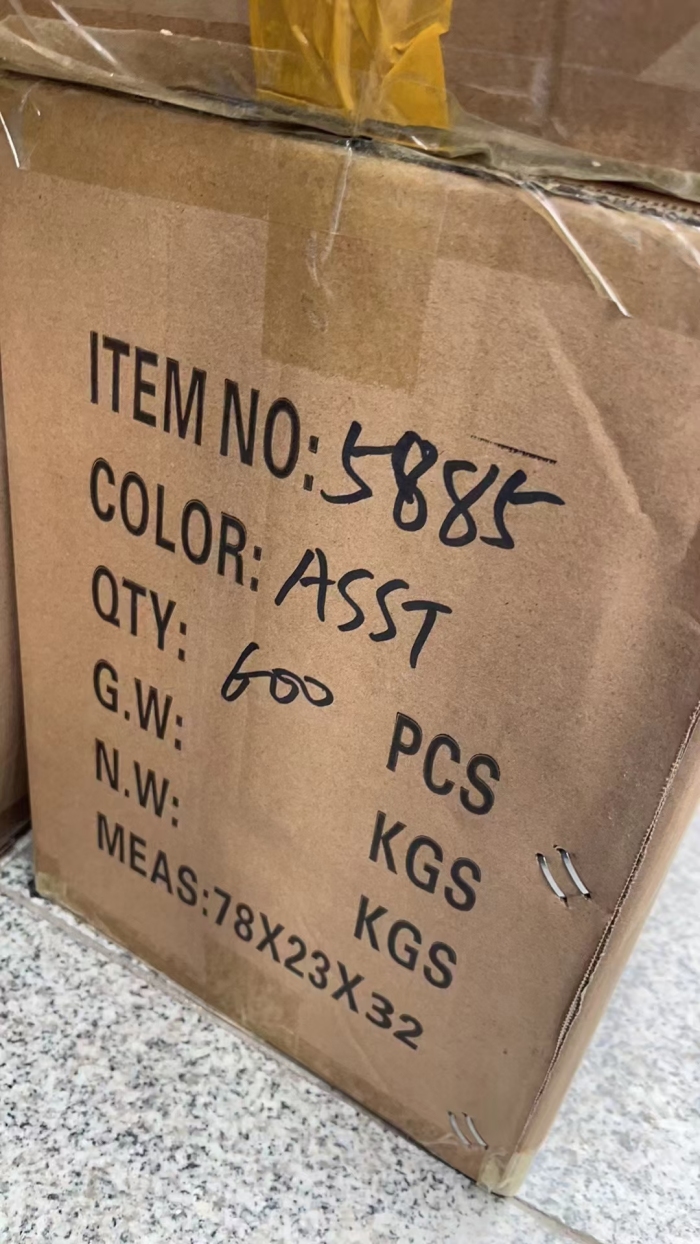 ITEM NO: 5885
COLOR: ASST
QTY: 600 PCS
G.W: KGS
N.W: KGS
MEAS:78X23X32